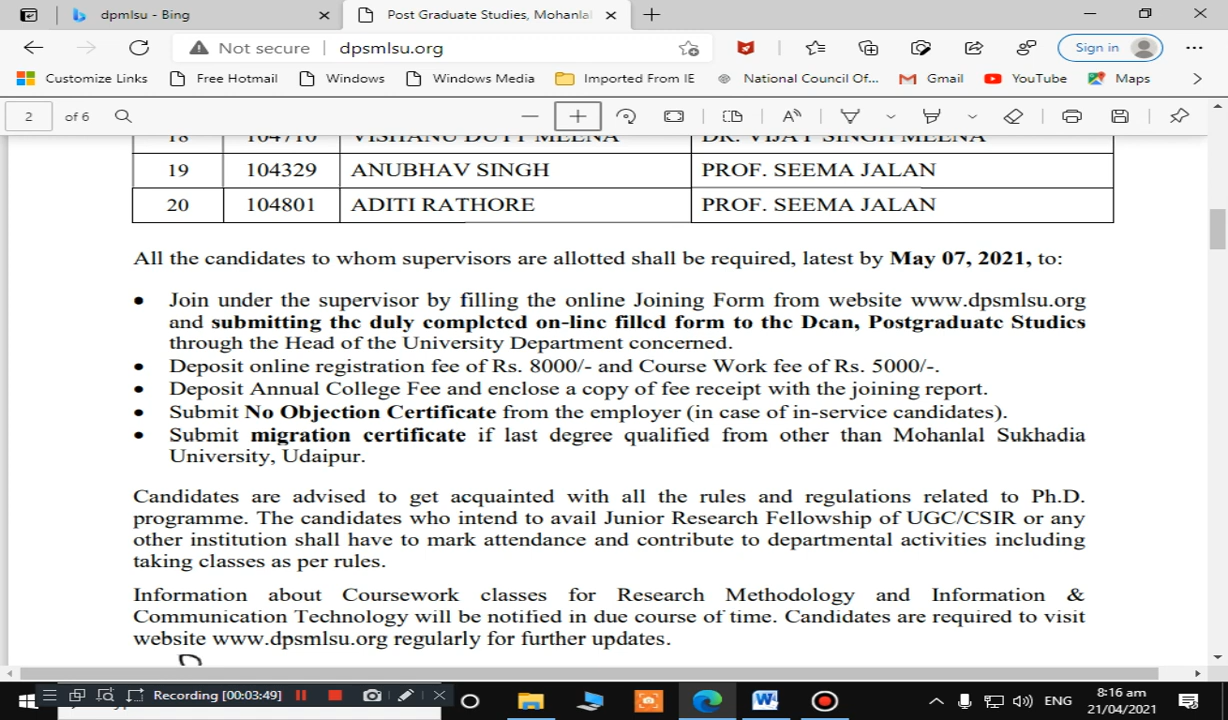 dpmlsu - Bing
Post Graduate Studies, Mohanla
Not secure
dpsmlsu.org
Sign in
Customize Links
Free Hotmail
Windows
Windows Media
Imported From IE
National Council Of...
Gmail
YouTube
Maps
2 of 6
18 104710 VISHANU DUTT MEENA DR. VIJAY SINGH MEENA
19 104329 ANUBHAV SINGH PROF. SEEMA JALAN
20 104801 ADITI RATHORE PROF. SEEMA JALAN
All the candidates to whom supervisors are allotted shall be required, latest by May 07, 2021, to:
• Join under the supervisor by filling the online Joining Form from website www.dpsmlsu.org
and submitting the duly completed on-line filled form to the Dean, Postgraduate Studies
through the Head of the University Department concerned.
• Deposit online registration fee of Rs. 8000/- and Course Work fee of Rs. 5000/-.
• Deposit Annual College Fee and enclose a copy of fee receipt with the joining report.
• Submit No Objection Certificate from the employer (in case of in-service candidates).
• Submit migration certificate if last degree qualified from other than Mohanlal Sukhadia
University, Udaipur.
Candidates are advised to get acquainted with all the rules and regulations related to Ph.D.
programme. The candidates who intend to avail Junior Research Fellowship of UGC/CSIR or any
other institution shall have to mark attendance and contribute to departmental activities including
taking classes as per rules.
Information about Coursework classes for Research Methodology and Information &
Communication Technology will be notified in due course of time. Candidates are required to visit
website www.dpsmlsu.org regularly for further updates.
Recording [00:03:49]
ENG
8:16 am
21/04/2021